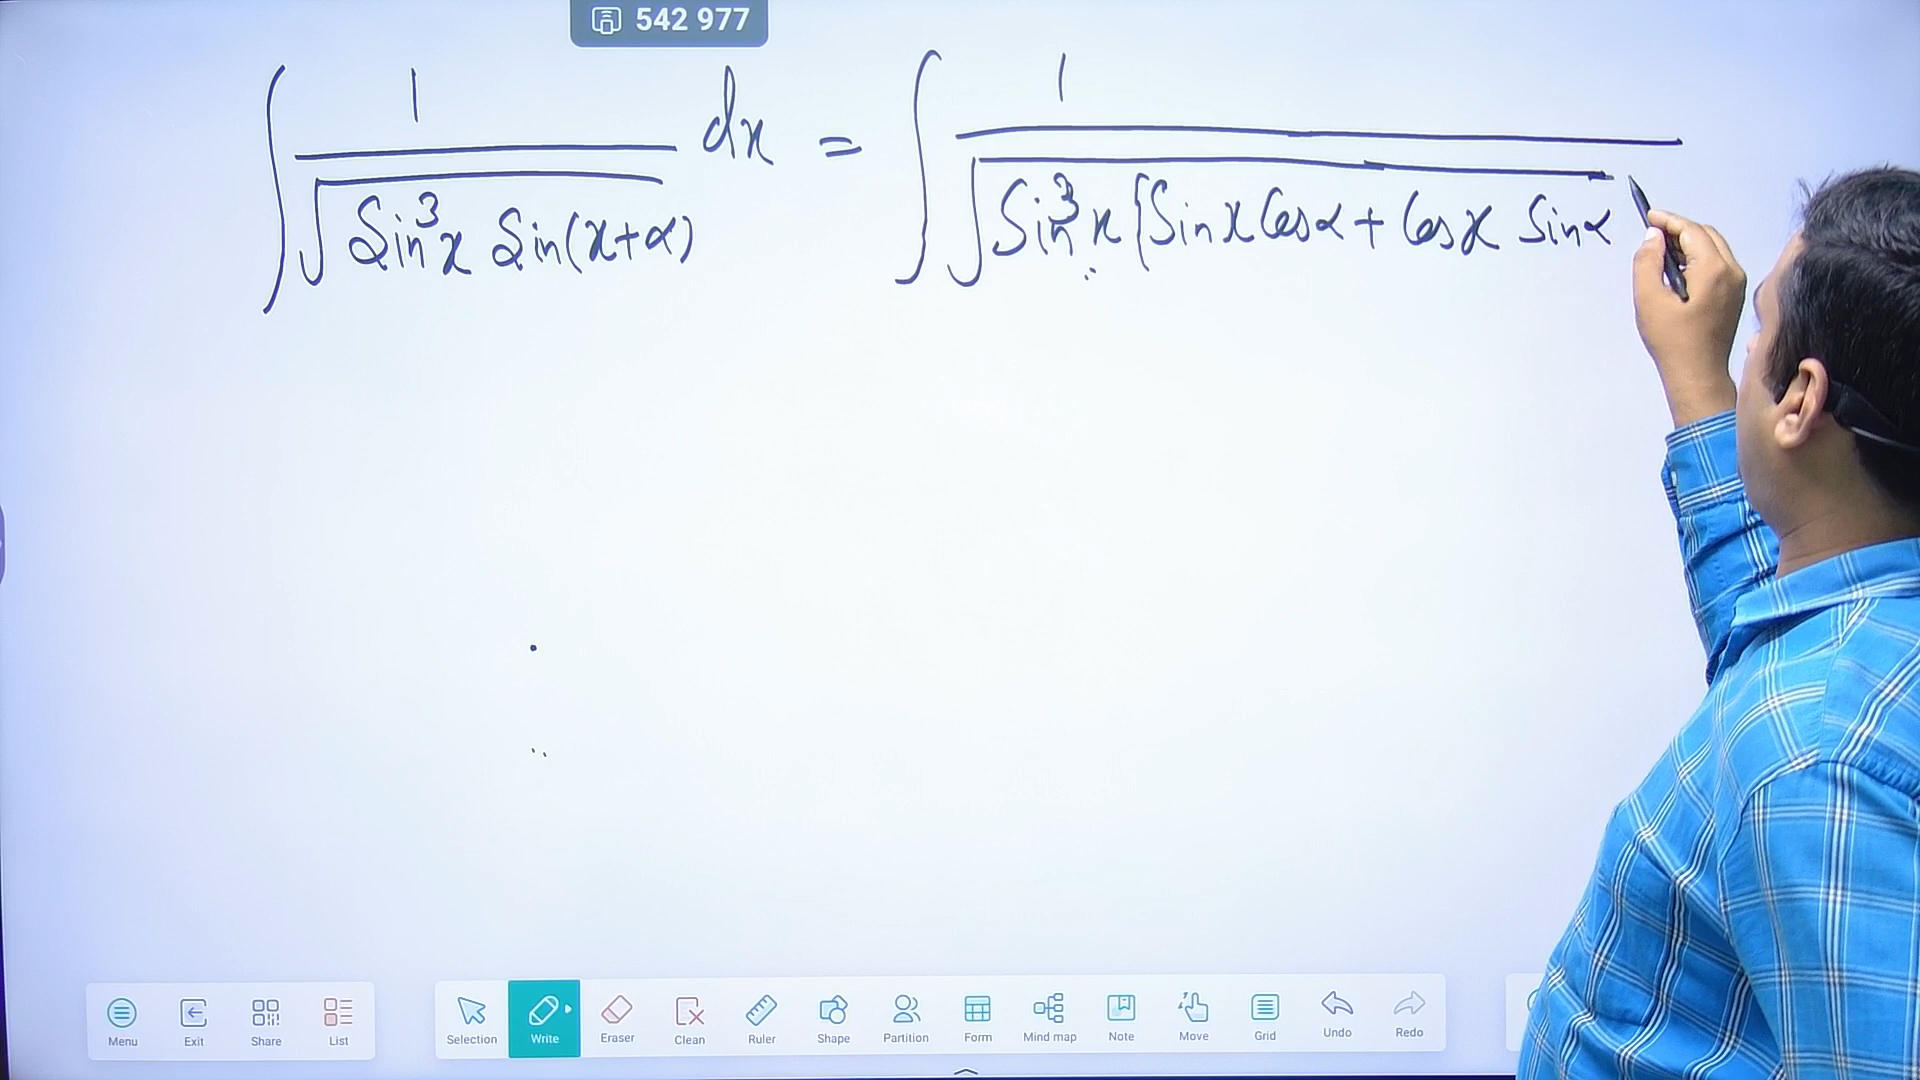 542 977
∫ 1/√(Sin³x Sin(x+α)) dx = ∫ 1/√(Sin³x [Sinx Cosα + Cosx Sinα
Menu Exit Share List Selection Write Eraser Clean Ruler Shape Partition Form Mind map Note Move Grid Undo Redo